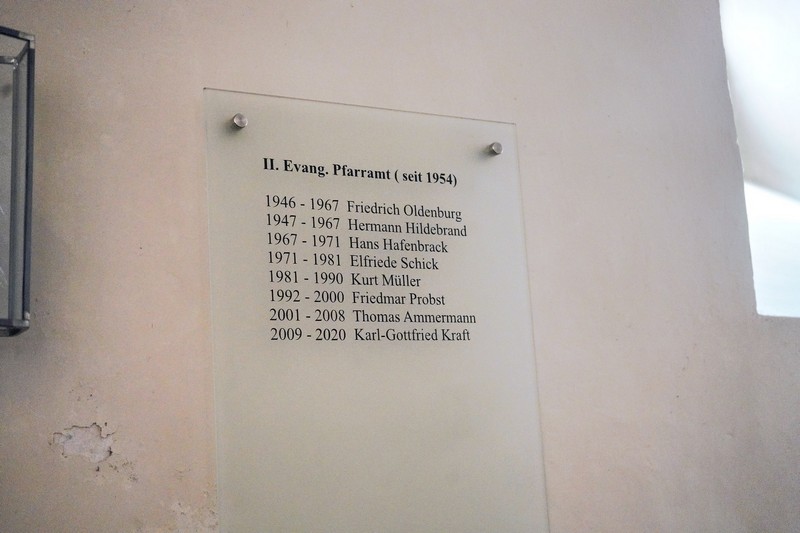 II. Evang. Pfarramt ( seit 1954)
1946 - 1967 Friedrich Oldenburg
1947 - 1967 Hermann Hildebrand
1967 - 1971 Hans Hafenbrack
1971 - 1981 Elfriede Schick
1981 - 1990 Kurt Müller
1992 - 2000 Friedmar Probst
2001 - 2008 Thomas Ammermann
2009 - 2020 Karl-Gottfried Kraft